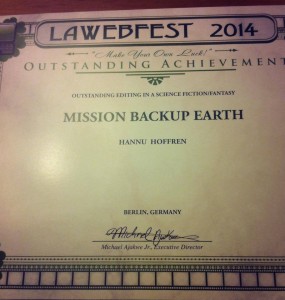 LAWEBFEST 2014
"Make Your Own Luck!"
OUTSTANDING ACHIEVEMENT
OUTSTANDING EDITING IN A SCIENCE FICTION/FANTASY
MISSION BACKUP EARTH
HANNU HOFFREN
BERLIN, GERMANY
Michael Ajakwe Jr., Executive Director